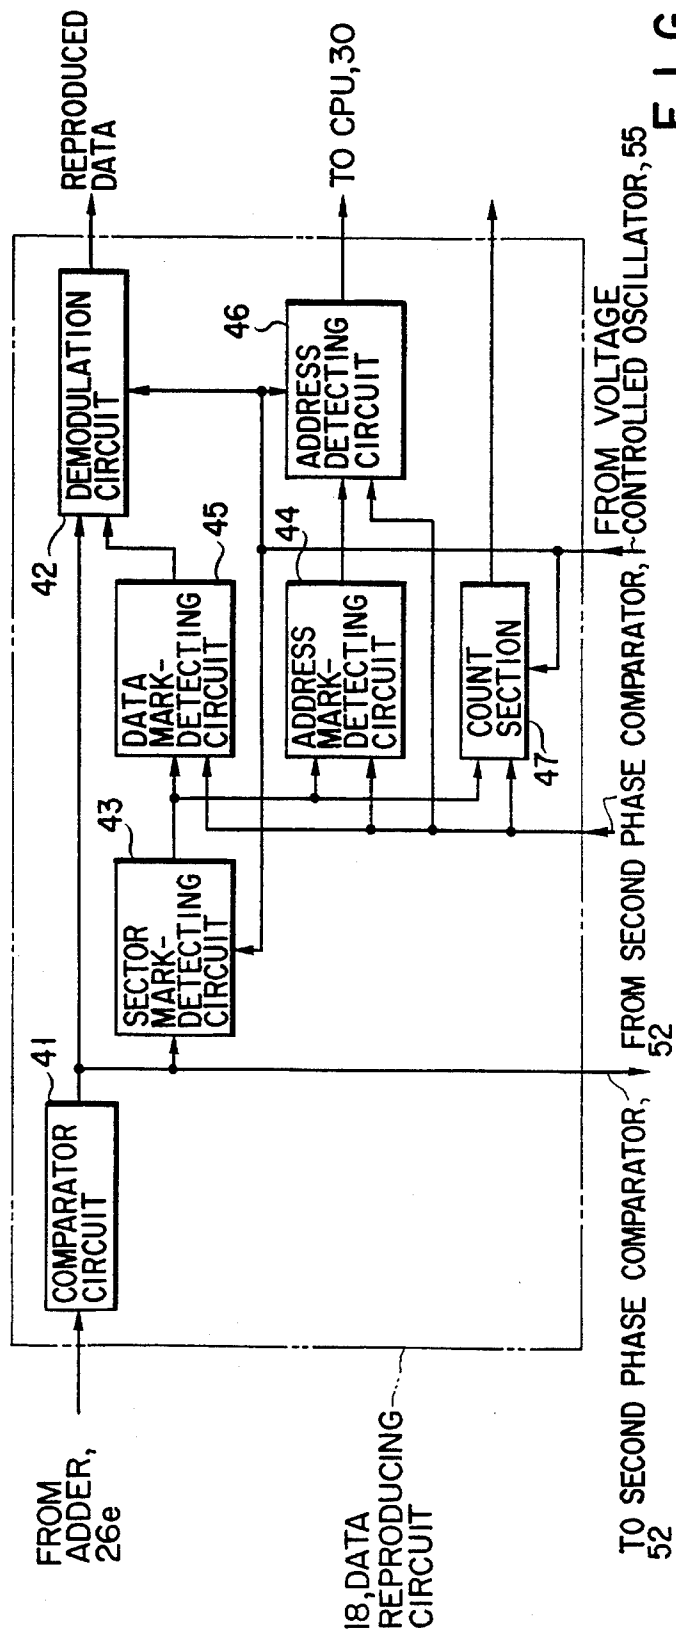 FROM
ADDER,
26e
18,DATA
REPRODUCING
CIRCUIT
41
COMPARATOR
CIRCUIT
43
SECTOR
MARK-
DETECTING
CIRCUIT
42
DEMODULATION
CIRCUIT
REPRODUCED
DATA
45
DATA
MARK-
DETECTING
CIRCUIT
44
ADDRESS
MARK-
DETECTING
CIRCUIT
46
ADDRESS
DETECTING
CIRCUIT
TO CPU,30
47
COUNT
SECTION
TO SECOND PHASE COMPARATOR,
52
FROM SECOND PHASE COMPARATOR,
52
FROM VOLTAGE
CONTROLLED OSCILLATOR,55
F I G